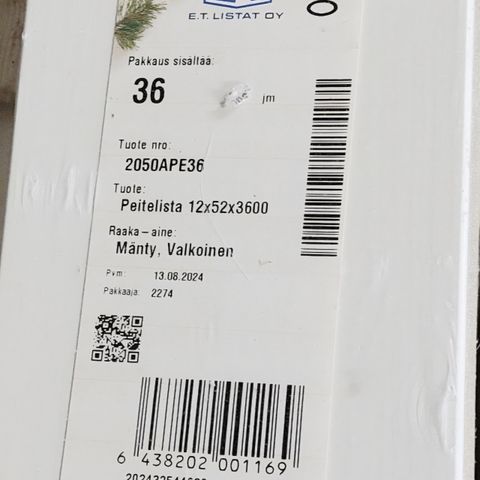 E.T. LISTAT OY
Pakkaus sisältää:
36 jm
Tuote nro:
2050APE36
Tuote:
Peitelista 12x52x3600
Raaka-aine:
Mänty, Valkoinen
Pvm: 13.08.2024
Pakkaaja: 2274
6 438202 001169